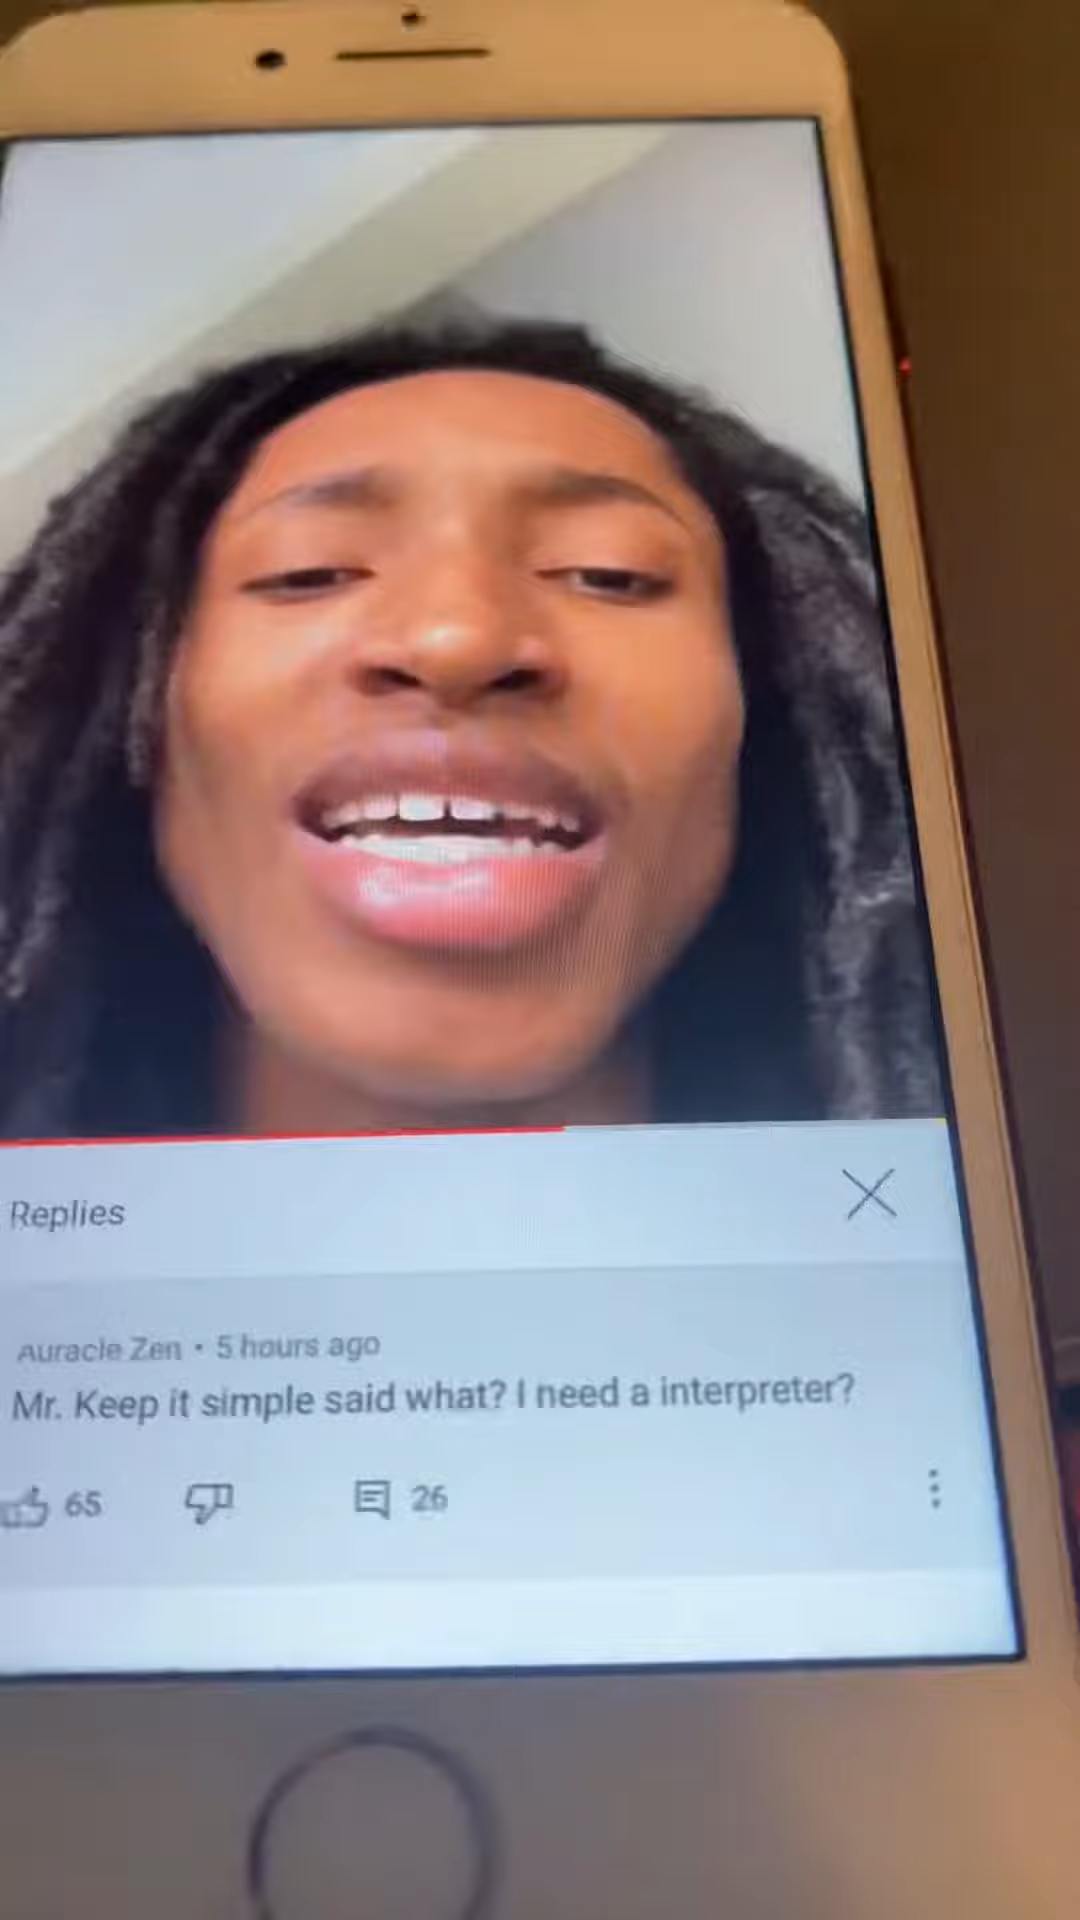 Replies
Auracle Zen • 5 hours ago
Mr. Keep it simple said what? I need a interpreter?
65
26